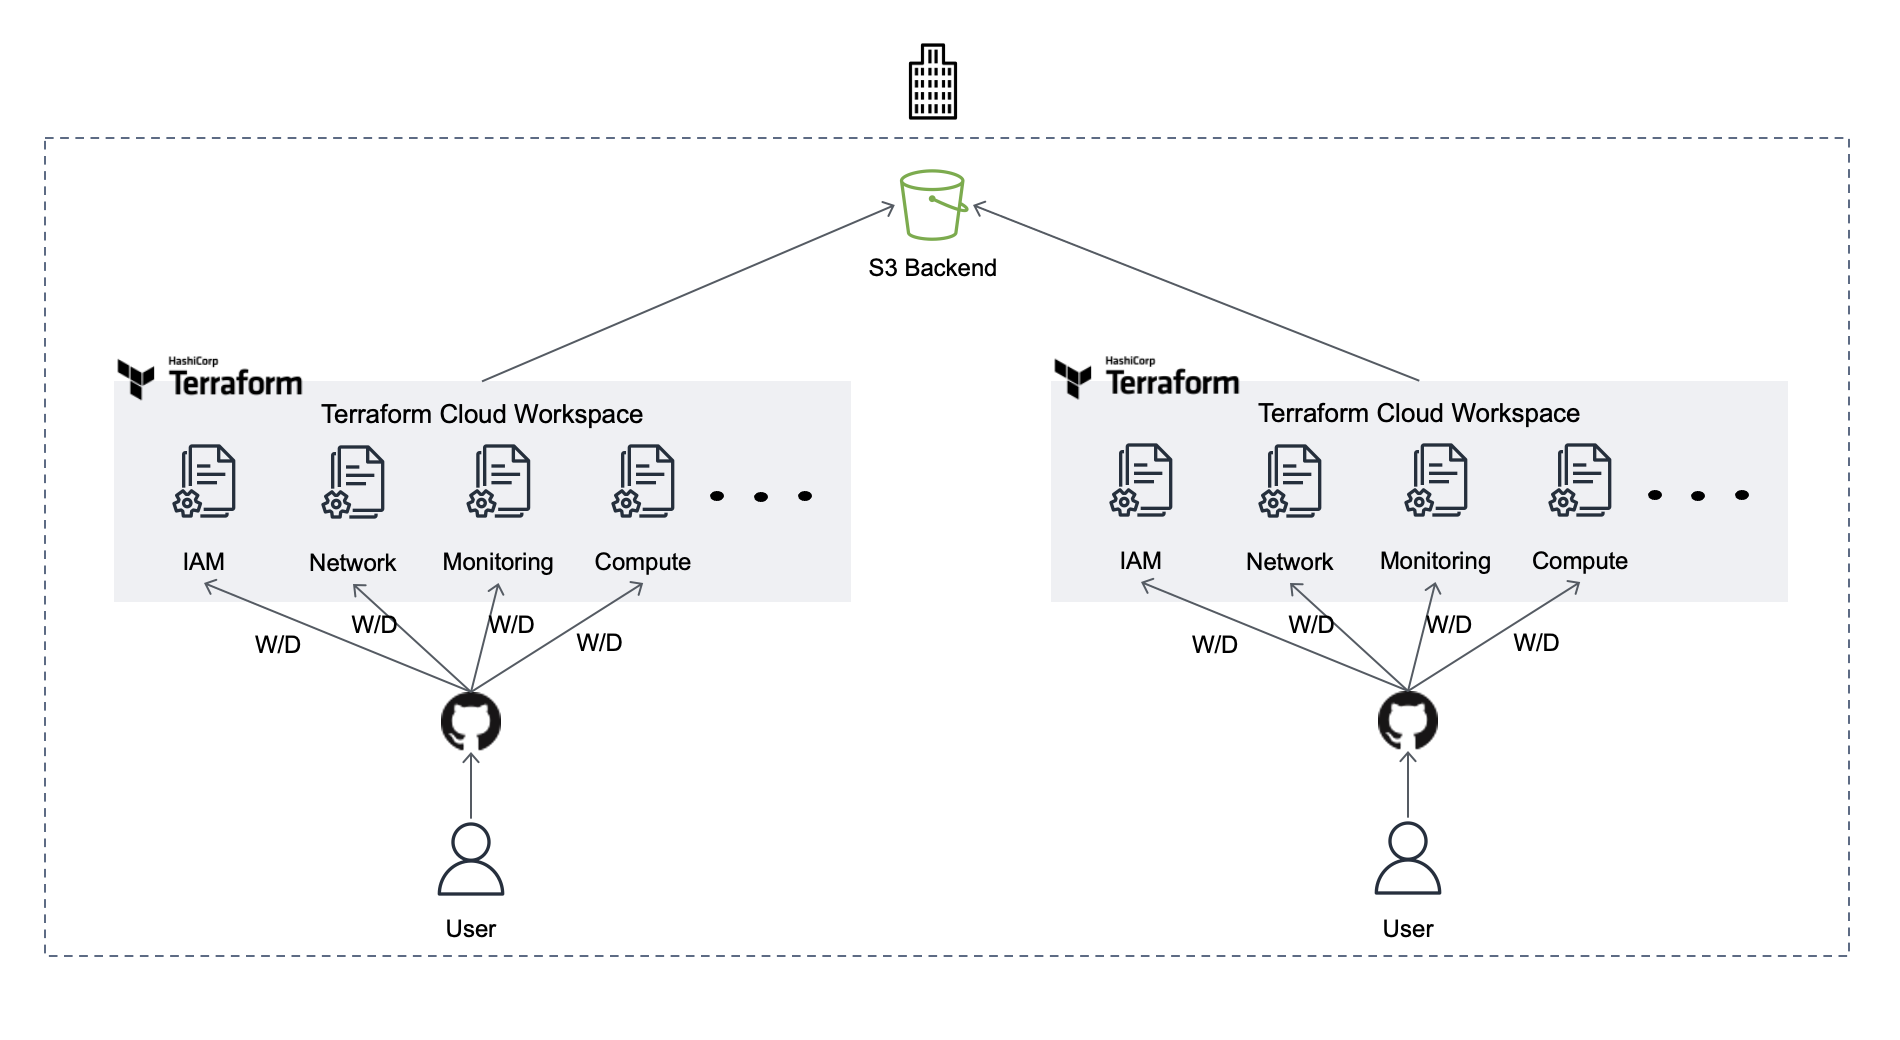 S3 Backend
HashiCorp
Terraform
Terraform Cloud Workspace
IAM
Network
Monitoring
Compute
W/D
W/D
W/D
W/D
User
HashiCorp
Terraform
Terraform Cloud Workspace
IAM
Network
Monitoring
Compute
W/D
W/D
W/D
W/D
User